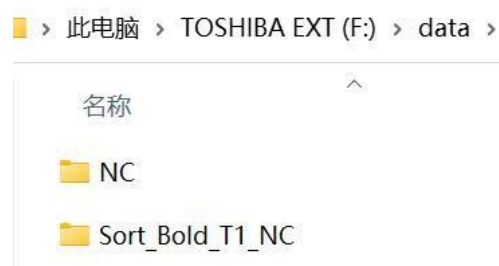 > 此电脑 > TOSHIBA EXT (F:) > data >
名称
NC
Sort_Bold_T1_NC